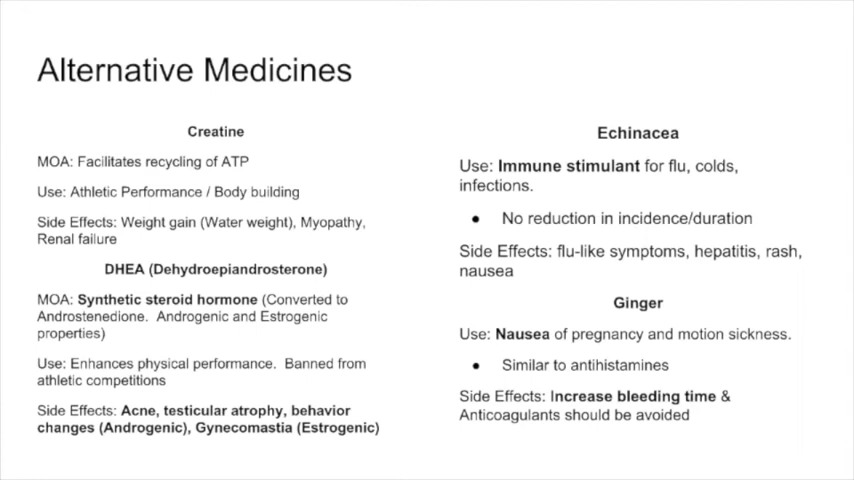 Alternative Medicines
Creatine
MOA: Facilitates recycling of ATP
Use: Athletic Performance / Body building
Side Effects: Weight gain (Water weight), Myopathy,
Renal failure
DHEA (Dehydroepiandrosterone)
MOA: Synthetic steroid hormone (Converted to
Androstenedione.  Androgenic and Estrogenic
properties)
Use: Enhances physical performance.  Banned from
athletic competitions
Side Effects: Acne, testicular atrophy, behavior
changes (Androgenic), Gynecomastia (Estrogenic)
Echinacea
Use: Immune stimulant for flu, colds,
infections.
● No reduction in incidence/duration
Side Effects: flu-like symptoms, hepatitis, rash,
nausea
Ginger
Use: Nausea of pregnancy and motion sickness.
● Similar to antihistamines
Side Effects: Increase bleeding time &
Anticoagulants should be avoided